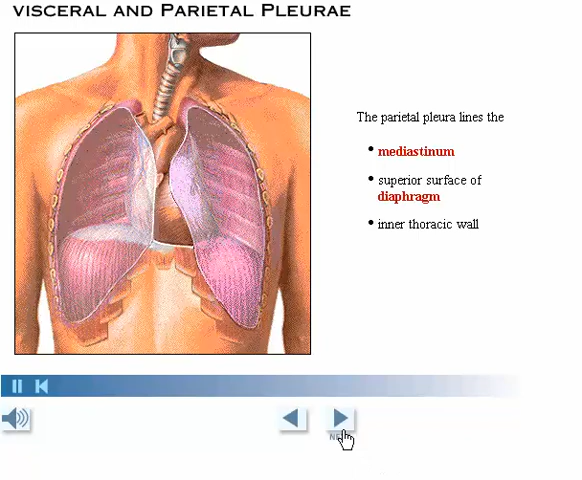 VISCERAL AND PARIETAL PLEURAE
The parietal pleura lines the
• mediastinum
• superior surface of
diaphragm
• inner thoracic wall